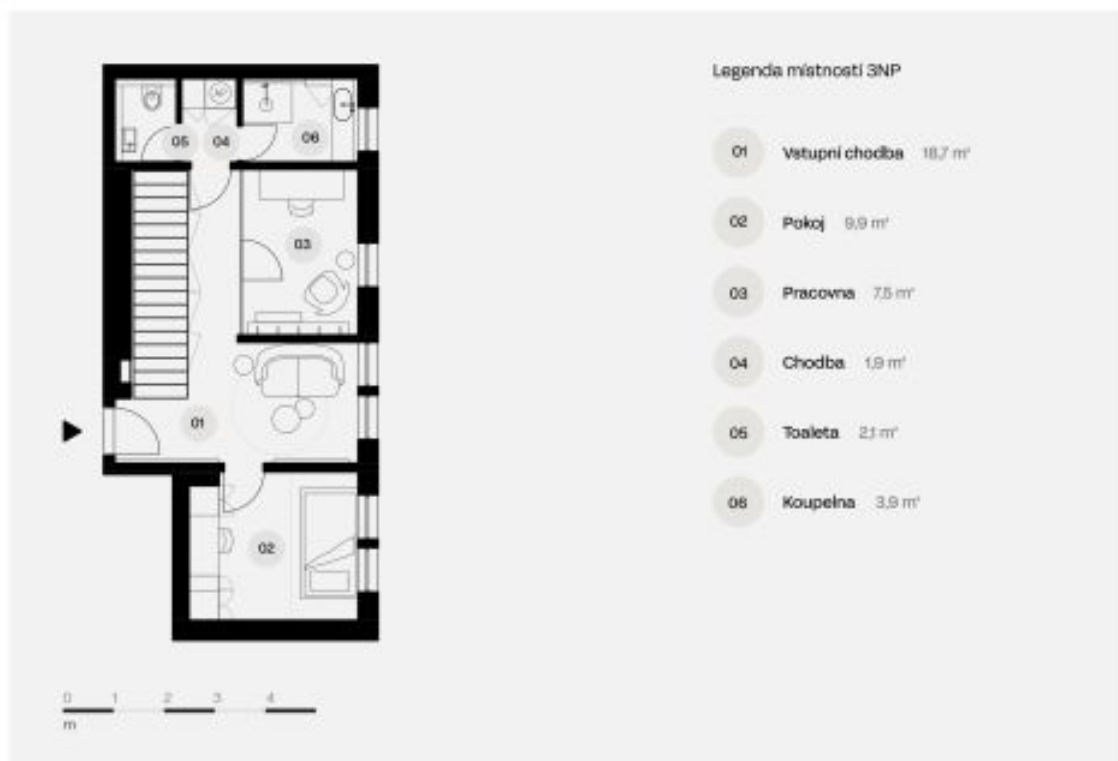 Legenda místností 3NP
01 Vstupní chodba 18,7 m²
02 Pokoj 9,9 m²
03 Pracovna 7,5 m²
04 Chodba 1,9 m²
05 Toaleta 2,1 m²
06 Koupelna 3,9 m²
05 04 06
03
01
02
0 1 2 3 4
m